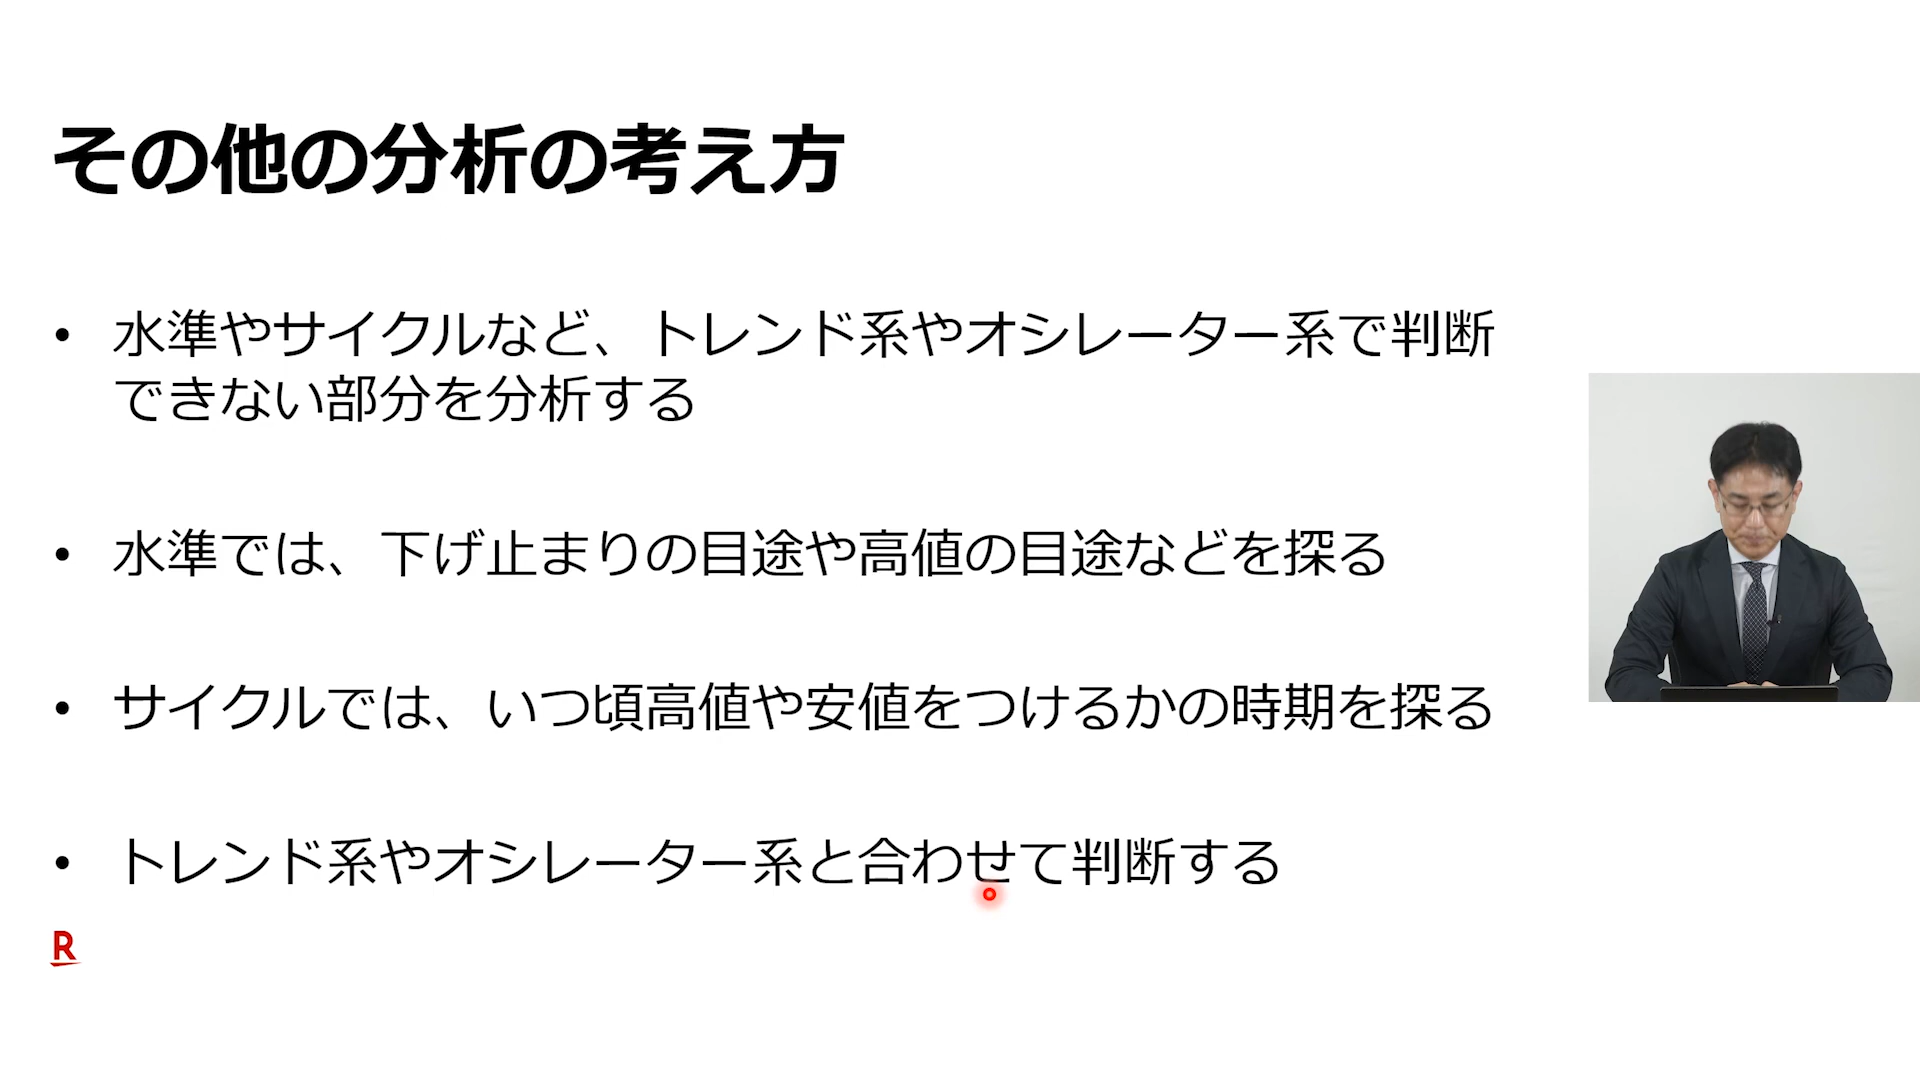 その他の分析の考え方
• 水準やサイクルなど、トレンド系やオシレーター系で判断
できない部分を分析する
• 水準では、下げ止まりの目途や高値の目途などを探る
• サイクルでは、いつ頃高値や安値をつけるかの時期を探る
• トレンド系やオシレーター系と合わせて判断する
R